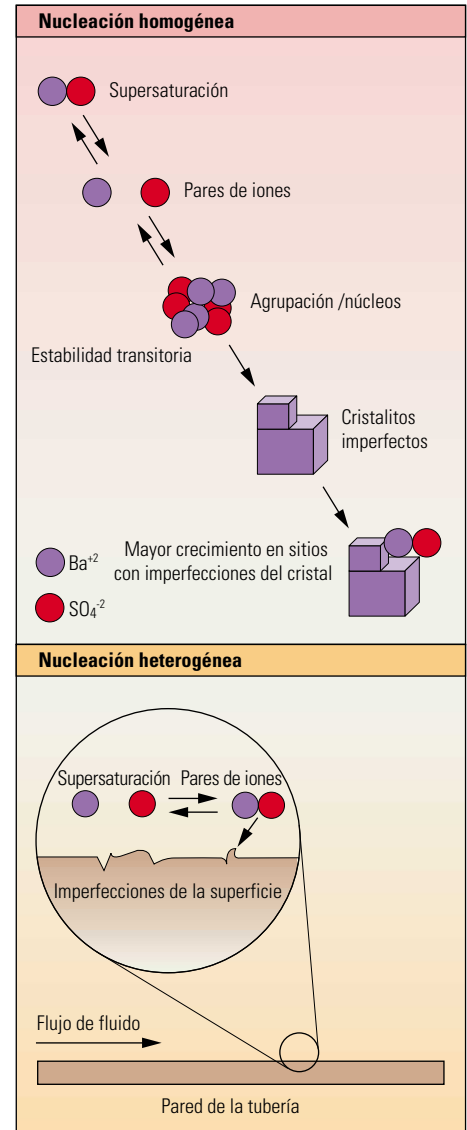 Nucleación homogénea
Supersaturación
Pares de iones
Agrupación /núcleos
Estabilidad transitoria
Cristalitos
imperfectos
Mayor crecimiento en sitios
con imperfecciones del cristal
Ba+2
SO4-2
Nucleación heterogénea
Supersaturación Pares de iones
Imperfecciones de la superficie
Flujo de fluido
Pared de la tubería